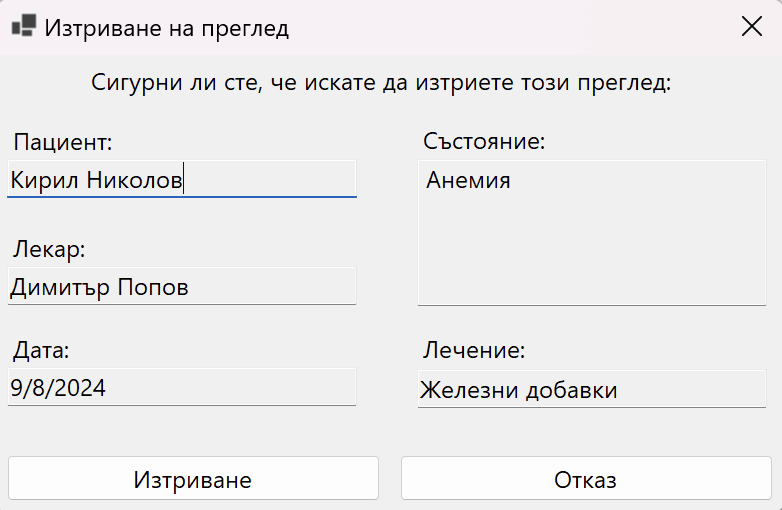 Изтриване на преглед
Сигурни ли сте, че искате да изтриете този преглед:
Пациент:
Кирил Николов
Лекар:
Димитър Попов
Дата:
9/8/2024
Състояние:
Анемия
Лечение:
Железни добавки
Изтриване
Отказ